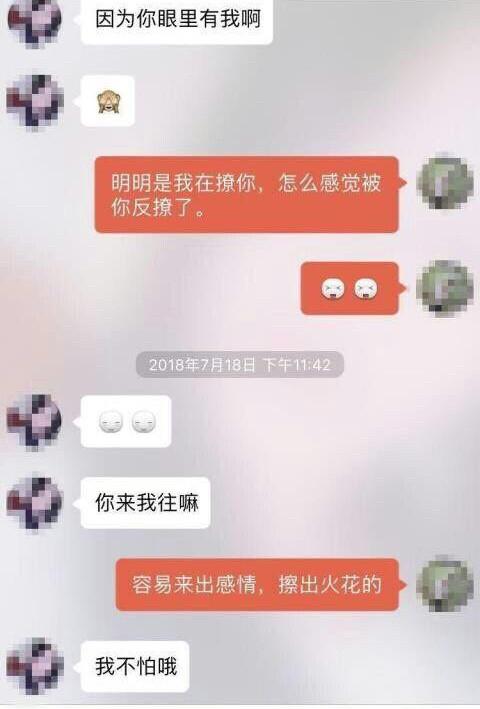 因为你眼里有我啊
🙈
明明是我在撩你，怎么感觉被
你反撩了。
2018年7月18日 下午11:42
你来我往嘛
容易来出感情，擦出火花的
我不怕哦